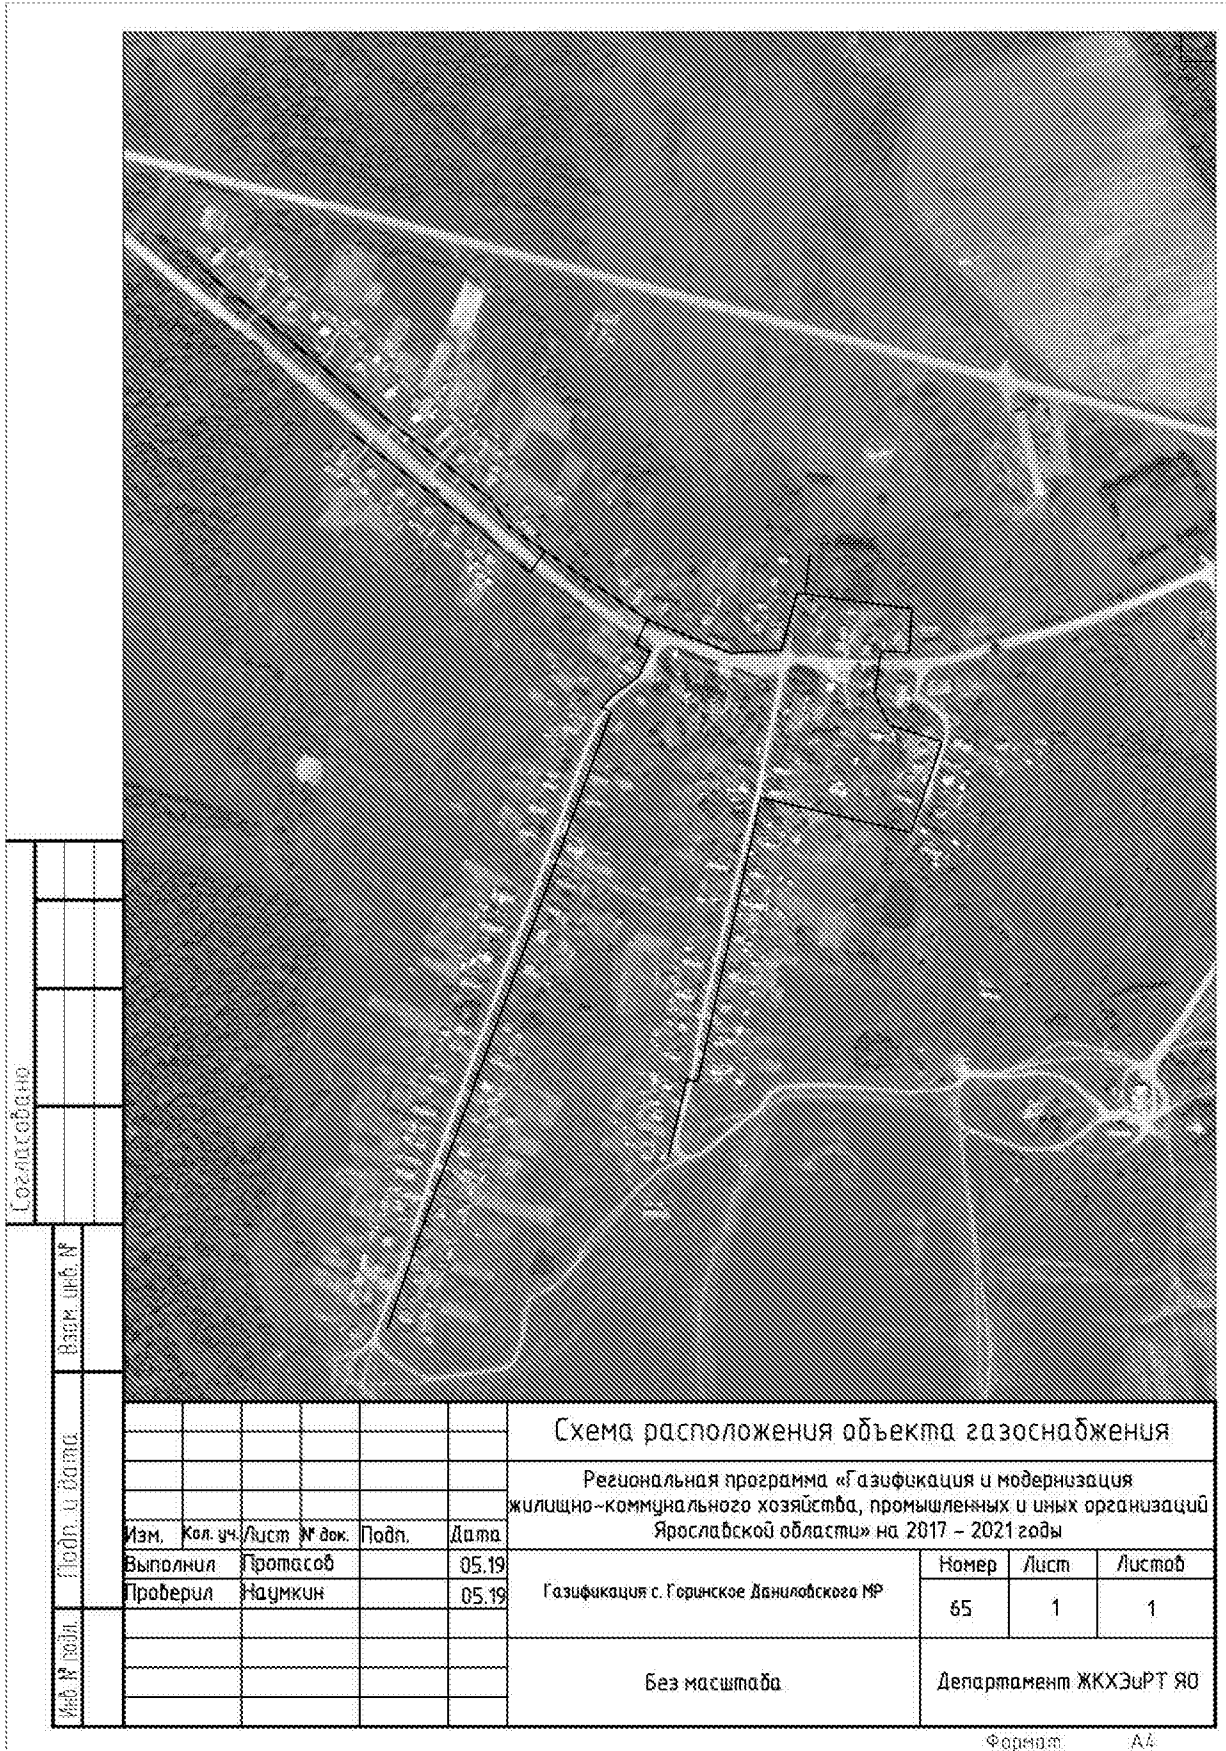 Согласовано
Взам. инв. №
Подп. и дата
Инв № подл.
Схема расположения объекта газоснабжения
Региональная программа «Газификация и модернизация
жилищно-коммунального хозяйства, промышленных и иных организаций
Ярославской области» на 2017 – 2021 годы
Изм. Кол. уч. Лист № док. Подп. Дата
Выполнил Протасов 05.19
Проверил Наумкин 05.19
Газификация с. Горинское Даниловского МР
Номер Лист Листов
65 1 1
Без масштаба
Департамент ЖКХЭиРТ ЯО
Формат А4